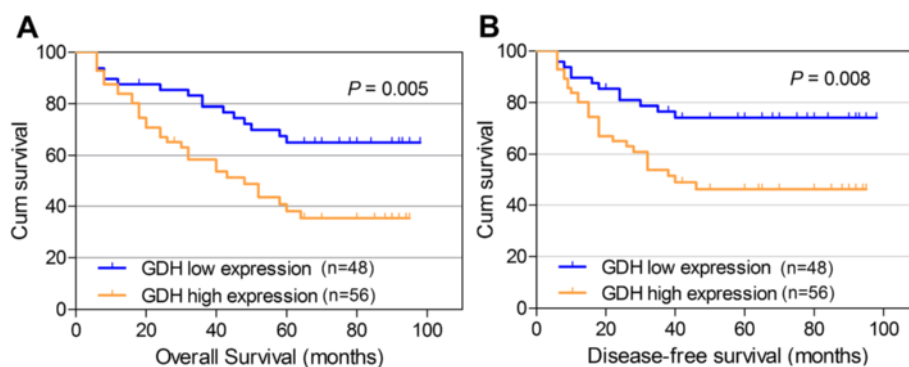 A
P = 0.005
Cum survival
100
80
60
40
20
0
GDH low expression (n=48)
GDH high expression (n=56)
0 20 40 60 80 100
Overall Survival (months)
B
P = 0.008
Cum survival
100
80
60
40
20
0
GDH low expression (n=48)
GDH high expression (n=56)
0 20 40 60 80 100
Disease-free survival (months)